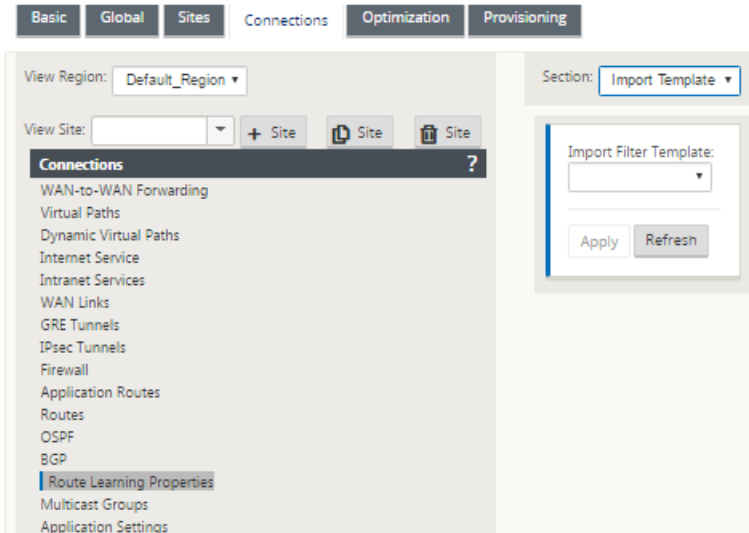 Basic Global Sites Connections Optimization Provisioning
View Region: Default_Region
Section: Import Template
View Site: + Site Site Site
Connections ?
Import Filter Template:
WAN-to-WAN Forwarding
Virtual Paths
Dynamic Virtual Paths
Internet Service
Intranet Services
WAN Links
GRE Tunnels
IPsec Tunnels
Firewall
Application Routes
Routes
OSPF
BGP
Route Learning Properties
Multicast Groups
Application Settings
Apply Refresh